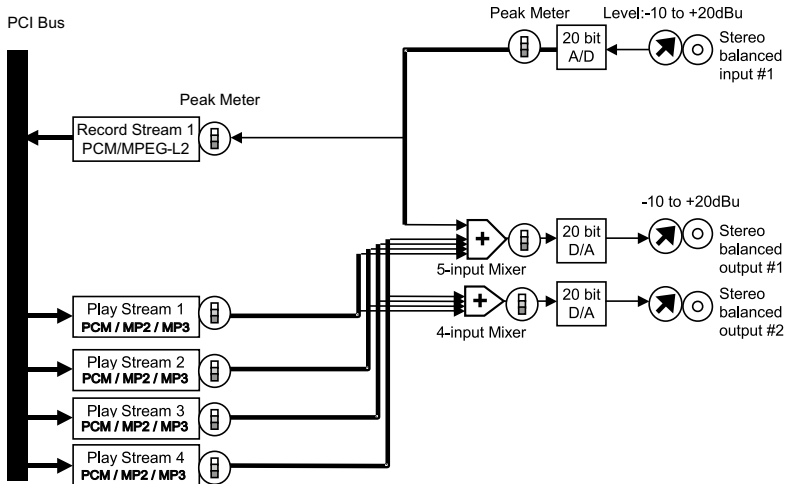 PCI Bus
Peak Meter
Level:-10 to +20dBu
20 bit
A/D
Stereo
balanced
input #1
Peak Meter
Record Stream 1
PCM/MPEG-L2
-10 to +20dBu
5-input Mixer
20 bit
D/A
Stereo
balanced
output #1
4-input Mixer
20 bit
D/A
Stereo
balanced
output #2
Play Stream 1
PCM / MP2 / MP3
Play Stream 2
PCM / MP2 / MP3
Play Stream 3
PCM / MP2 / MP3
Play Stream 4
PCM / MP2 / MP3